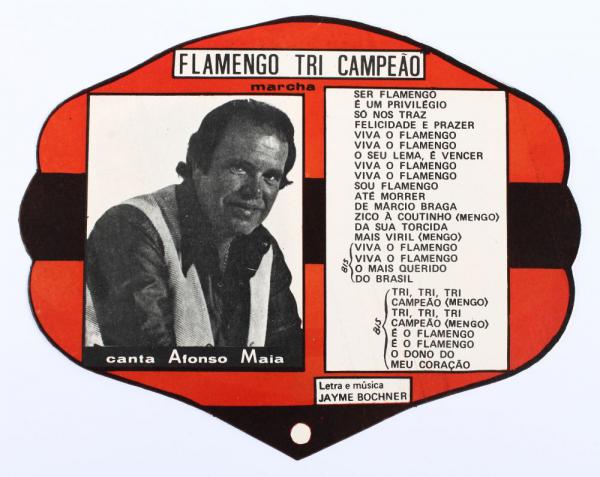 FLAMENGO TRI CAMPEÃO
marcha
SER FLAMENGO
É UM PRIVILÉGIO
SÓ NOS TRAZ
FELICIDADE E PRAZER
VIVA O FLAMENGO
VIVA O FLAMENGO
O SEU LEMA, É VENCER
VIVA O FLAMENGO
VIVA O FLAMENGO
SOU FLAMENGO
ATÉ MORRER
DE MÁRCIO BRAGA
ZICO À COUTINHO (MENGO)
DA SUA TORCIDA
MAIS VIRIL (MENGO)
BIS
VIVA O FLAMENGO
VIVA O FLAMENGO
O MAIS QUERIDO
DO BRASIL
BIS
TRI, TRI, TRI
CAMPEÃO (MENGO)
TRI, TRI, TRI
CAMPEÃO (MENGO)
É O FLAMENGO
É O FLAMENGO
O DONO DO
MEU CORAÇÃO
canta Afonso Maia
Letra e música
JAYME BOCHNER